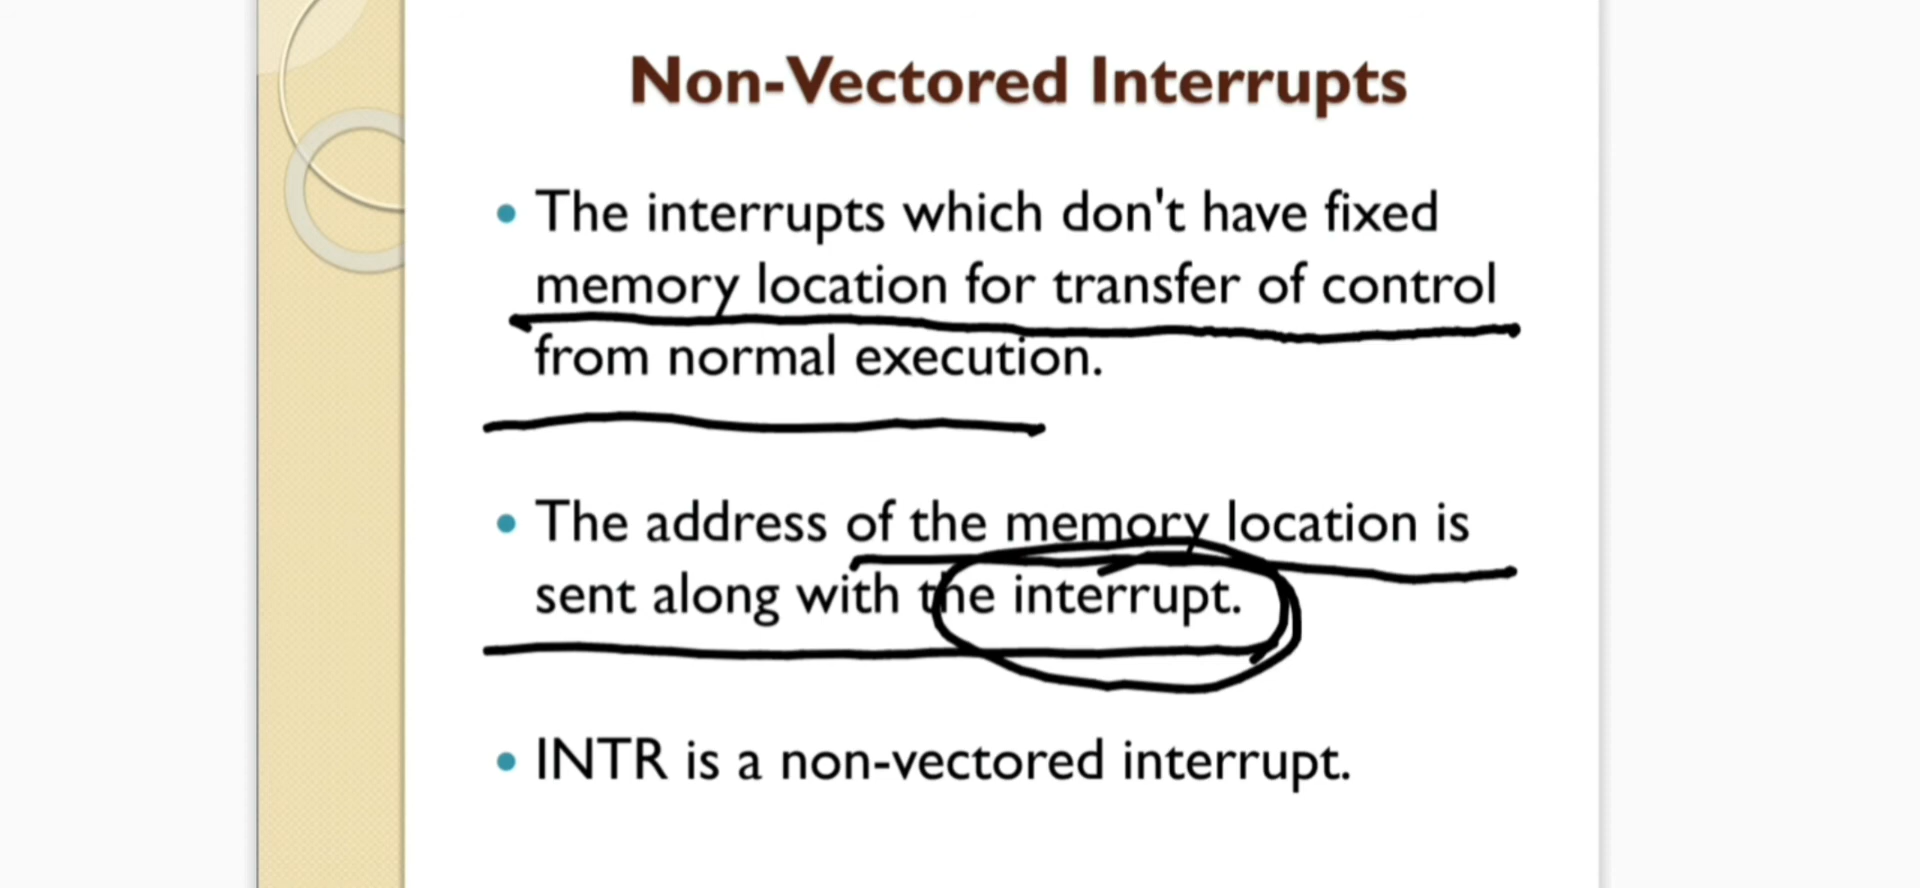 Non-Vectored Interrupts
• The interrupts which don't have fixed
memory location for transfer of control
from normal execution.
• The address of the memory location is
sent along with the interrupt.
• INTR is a non-vectored interrupt.